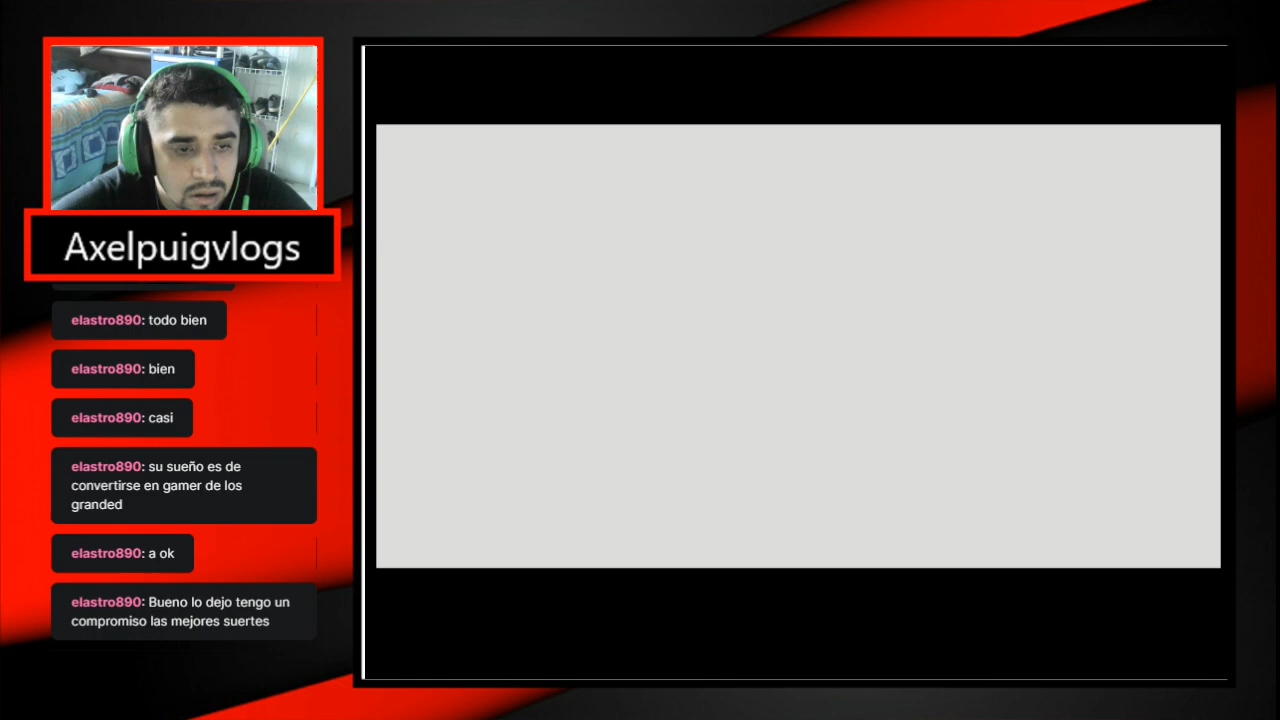 Axelpuigvlogs
elastro890: todo bien
elastro890: bien
elastro890: casi
elastro890: su sueño es de
convertirse en gamer de los
granded
elastro890: a ok
elastro890: Bueno lo dejo tengo un
compromiso las mejores suertes